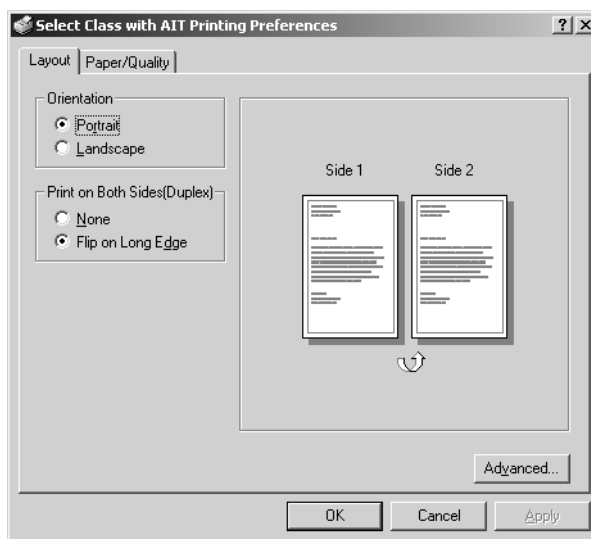 Select Class with AIT Printing Preferences
Layout
Paper/Quality
Orientation
Portrait
Landscape
Print on Both Sides(Duplex)
None
Flip on Long Edge
Side 1
Side 2
Advanced...
OK
Cancel
Apply